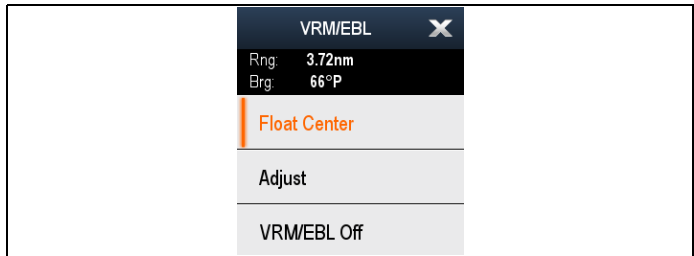 VRM/EBL X
Rng: 3.72nm
Brg: 66°P
Float Center
Adjust
VRM/EBL Off